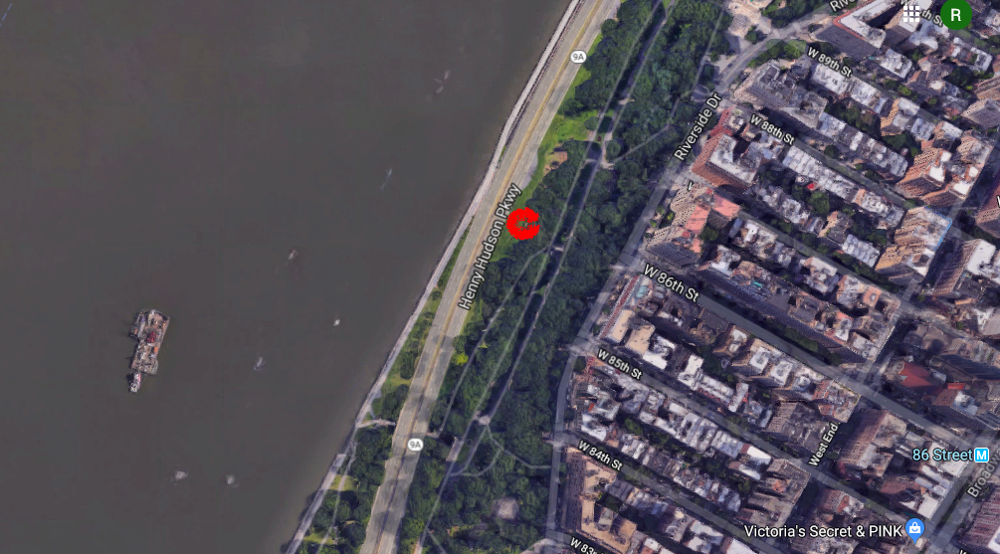 R
9A
W 89th St
Riverside Dr
W 88th St
Henry Hudson Pkwy
W 86th St
W 85th St
9A
West End
W 84th St
86 Street M
Victoria's Secret & PINK